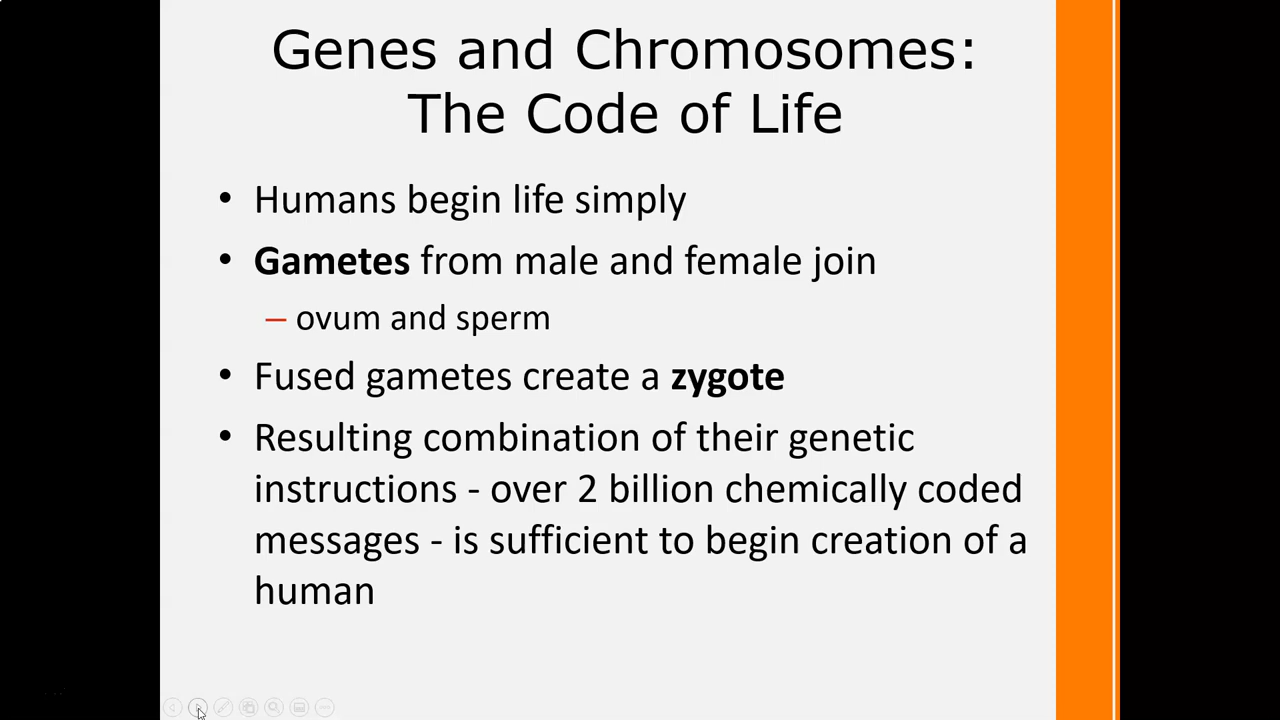 Genes and Chromosomes:
The Code of Life
• Humans begin life simply
• Gametes from male and female join
– ovum and sperm
• Fused gametes create a zygote
• Resulting combination of their genetic
instructions - over 2 billion chemically coded
messages - is sufficient to begin creation of a
human